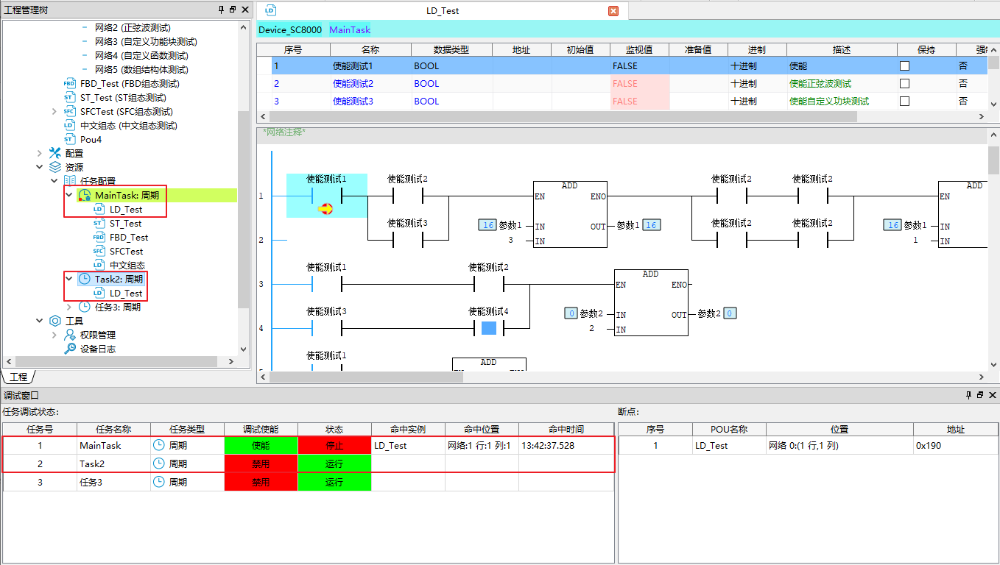 工程管理树
网络2 (正弦波测试)
网络3 (自定义功能块测试)
网络4 (自定义函数测试)
网络5 (数组结构体测试)
FBD FBD_Test (FBD组态测试)
ST ST_Test (ST组态测试)
SFC SFCTest (SFC组态测试)
LD 中文组态 (中文组态测试)
ST Pou4
配置
资源
任务配置
MainTask: 周期
LD LD_Test
ST ST_Test
FBD FBD_Test
SFC SFCTest
LD 中文组态
Task2: 周期
LD LD_Test
任务3: 周期
工具
权限管理
设备日志
工程
LD LD_Test
Device_SC8000 MainTask
序号 名称 数据类型 地址 初始值 监视值 准备值 进制 描述 保持 强
1 使能测试1 BOOL FALSE 十进制 使能 否
2 使能测试2 BOOL FALSE 十进制 使能正弦波测试 否
3 使能测试3 BOOL FALSE 十进制 使能自定义功块测试 否
*网络注释*
使能测试1 使能测试2 ADD 使能测试2 使能测试2 ADD
1 EN ENO EN
使能测试3 16 参数1 IN OUT 参数1 16 使能测试2 使能测试2 16 参数1 IN
2 3 IN 1 IN
使能测试1 使能测试2 ADD
3 EN ENO
使能测试3 使能测试4 0 参数2 IN OUT 参数2 0
4 2 IN
使能测试1 ADD
调试窗口
任务调试状态:
任务号 任务名称 任务类型 调试使能 状态 命中实例 命中位置 命中时间
1 MainTask 周期 使能 停止 LD_Test 网络:1 行:1 列:1 13:42:37.528
2 Task2 周期 禁用 运行
3 任务3 周期 禁用 运行
断点:
序号 POU名称 位置 地址
1 LD_Test 网络 0:(1 行,1 列) 0x190